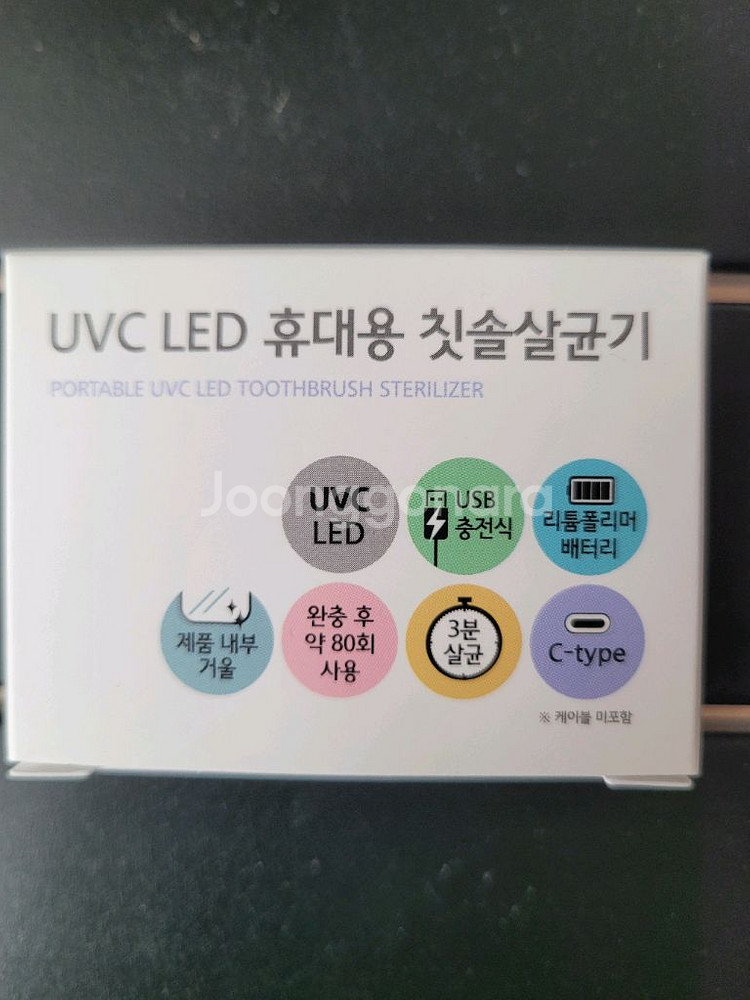 UVC LED 휴대용 칫솔살균기
PORTABLE UVC LED TOOTHBRUSH STERILIZER
Joonggonara
UVC
LED
USB
충전식
리튬폴리머
배터리
제품 내부
거울
완충 후
약 80회
사용
3분
살균
C-type
※ 케이블 미포함